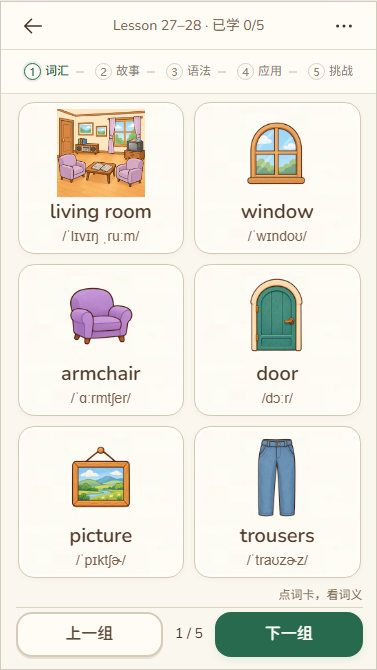 Lesson 27–28 · 已学 0/5
1 词汇 – 2 故事 – 3 语法 – 4 应用 – 5 挑战
living room
/ˈlɪvɪŋ ˌruːm/
window
/ˈwɪndoʊ/
armchair
/ˈɑːrmtʃer/
door
/dɔːr/
picture
/ˈpɪktʃɚ/
trousers
/ˈtraʊzɚz/
点词卡，看词义
上一组
1 / 5
下一组